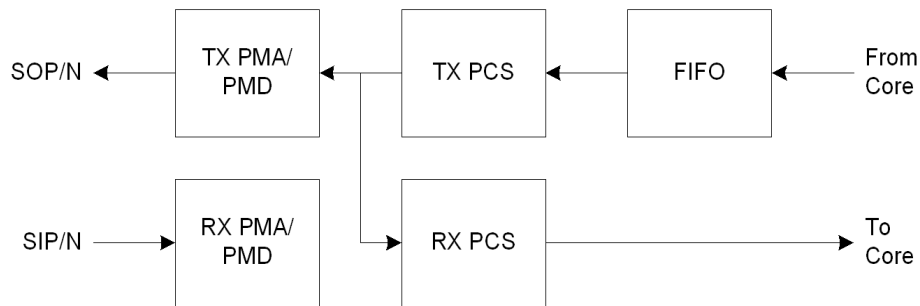 SOP/N
TX PMA/
PMD
TX PCS
FIFO
From
Core
SIP/N
RX PMA/
PMD
RX PCS
To
Core